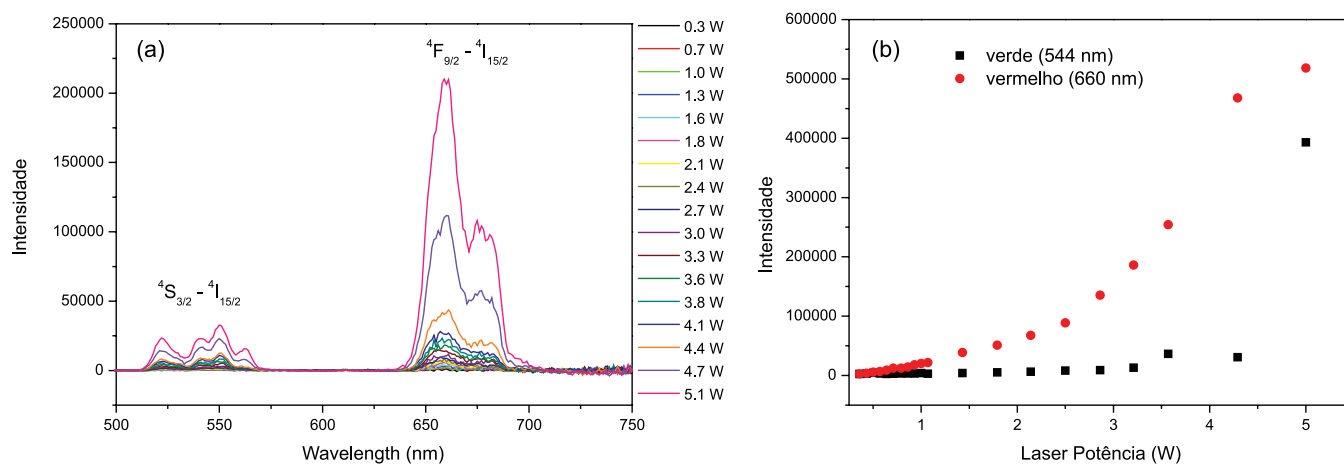 (a)
⁴F₉/₂ - ⁴I₁₅/₂
⁴S₃/₂ - ⁴I₁₅/₂
Intensidade
250000
200000
150000
100000
50000
0
500
550
600
650
700
750
Wavelength (nm)
0.3 W
0.7 W
1.0 W
1.3 W
1.6 W
1.8 W
2.1 W
2.4 W
2.7 W
3.0 W
3.3 W
3.6 W
3.8 W
4.1 W
4.4 W
4.7 W
5.1 W
(b)
verde (544 nm)
vermelho (660 nm)
Intensidade
600000
500000
400000
300000
200000
100000
0
1
2
3
4
5
Laser Potência (W)